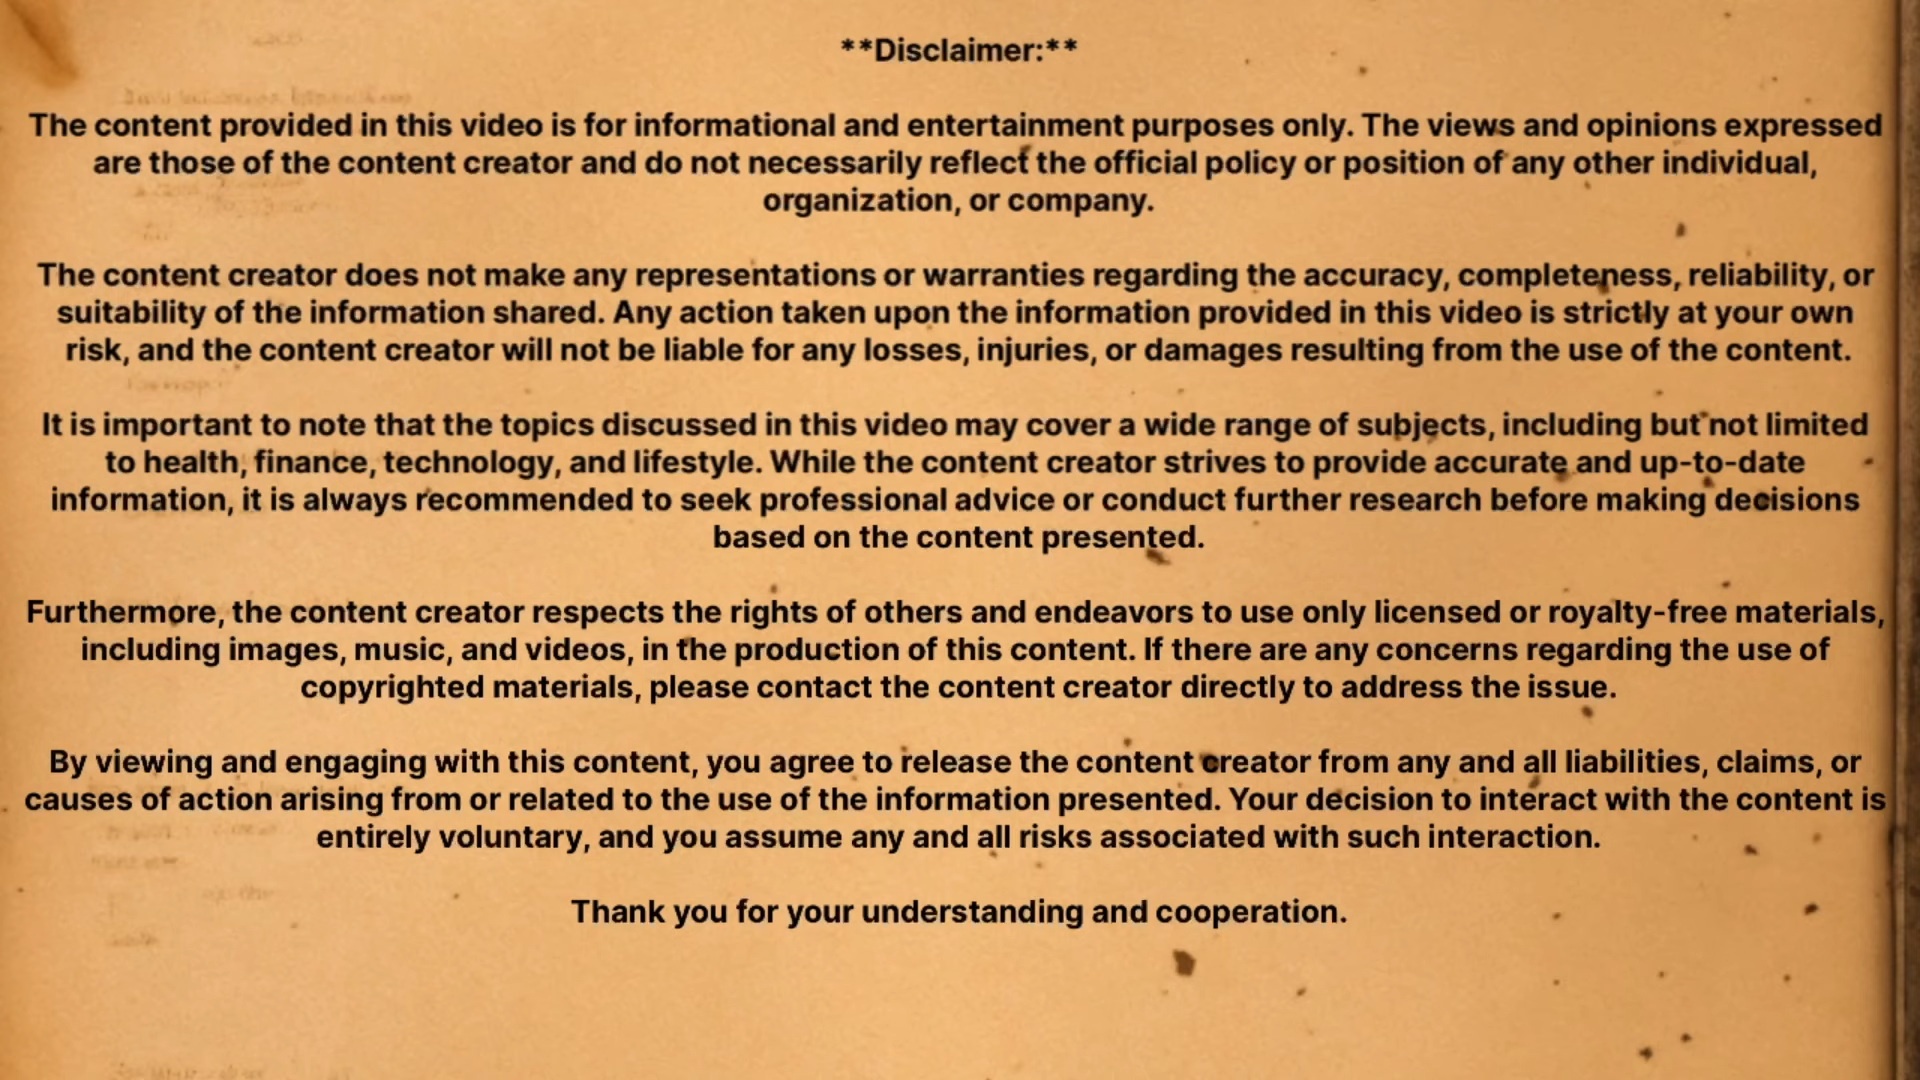 **Disclaimer:**
The content provided in this video is for informational and entertainment purposes only. The views and opinions expressed
are those of the content creator and do not necessarily reflect the official policy or position of any other individual,
organization, or company.
The content creator does not make any representations or warranties regarding the accuracy, completeness, reliability, or
suitability of the information shared. Any action taken upon the information provided in this video is strictly at your own
risk, and the content creator will not be liable for any losses, injuries, or damages resulting from the use of the content.
It is important to note that the topics discussed in this video may cover a wide range of subjects, including but not limited
to health, finance, technology, and lifestyle. While the content creator strives to provide accurate and up-to-date
information, it is always recommended to seek professional advice or conduct further research before making decisions
based on the content presented.
Furthermore, the content creator respects the rights of others and endeavors to use only licensed or royalty-free materials,
including images, music, and videos, in the production of this content. If there are any concerns regarding the use of
copyrighted materials, please contact the content creator directly to address the issue.
By viewing and engaging with this content, you agree to release the content creator from any and all liabilities, claims, or
causes of action arising from or related to the use of the information presented. Your decision to interact with the content is
entirely voluntary, and you assume any and all risks associated with such interaction.
Thank you for your understanding and cooperation.